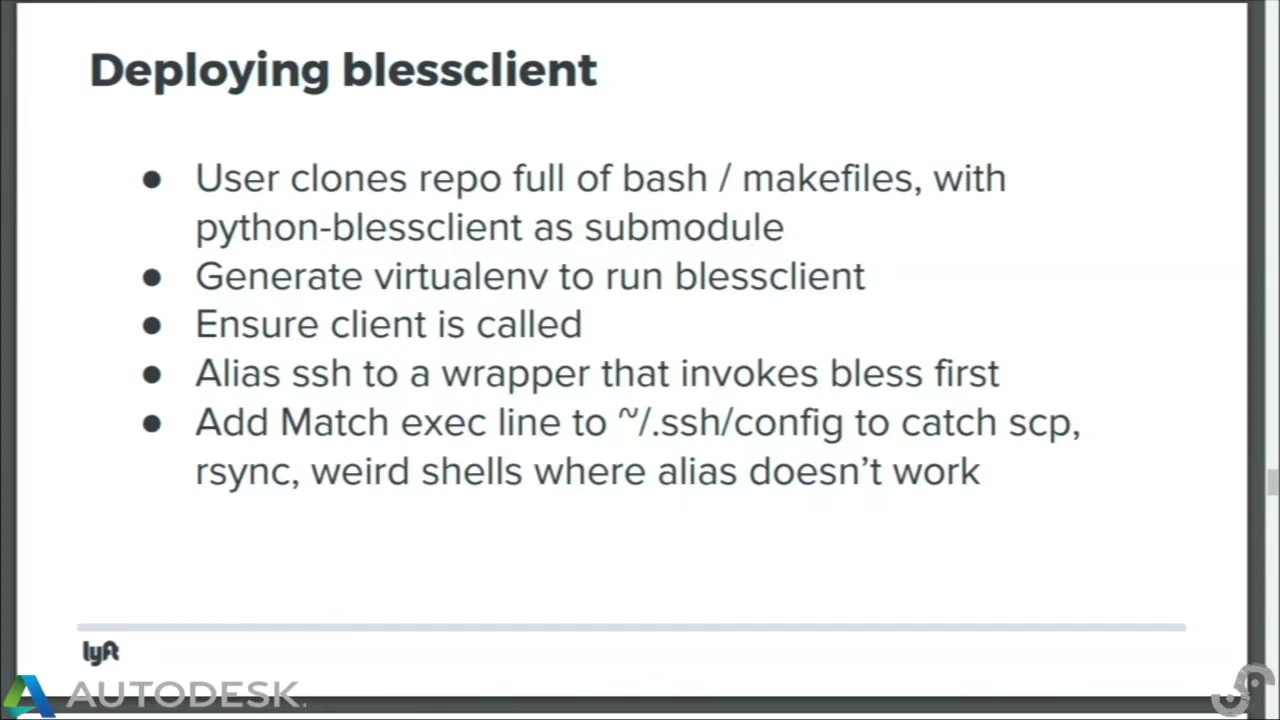 Deploying blessclient
● User clones repo full of bash / makefiles, with
python-blessclient as submodule
● Generate virtualenv to run blessclient
● Ensure client is called
● Alias ssh to a wrapper that invokes bless first
● Add Match exec line to ~/.ssh/config to catch scp,
rsync, weird shells where alias doesn't work
lyft
AUTODESK.